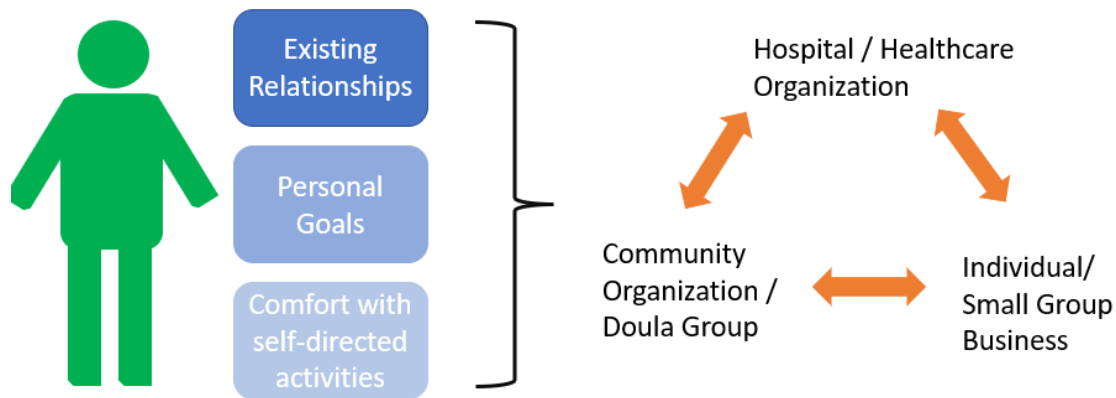 Existing
Relationships
Personal
Goals
Comfort with
self-directed
activities
Hospital / Healthcare
Organization
Community
Organization /
Doula Group
Individual/
Small Group
Business